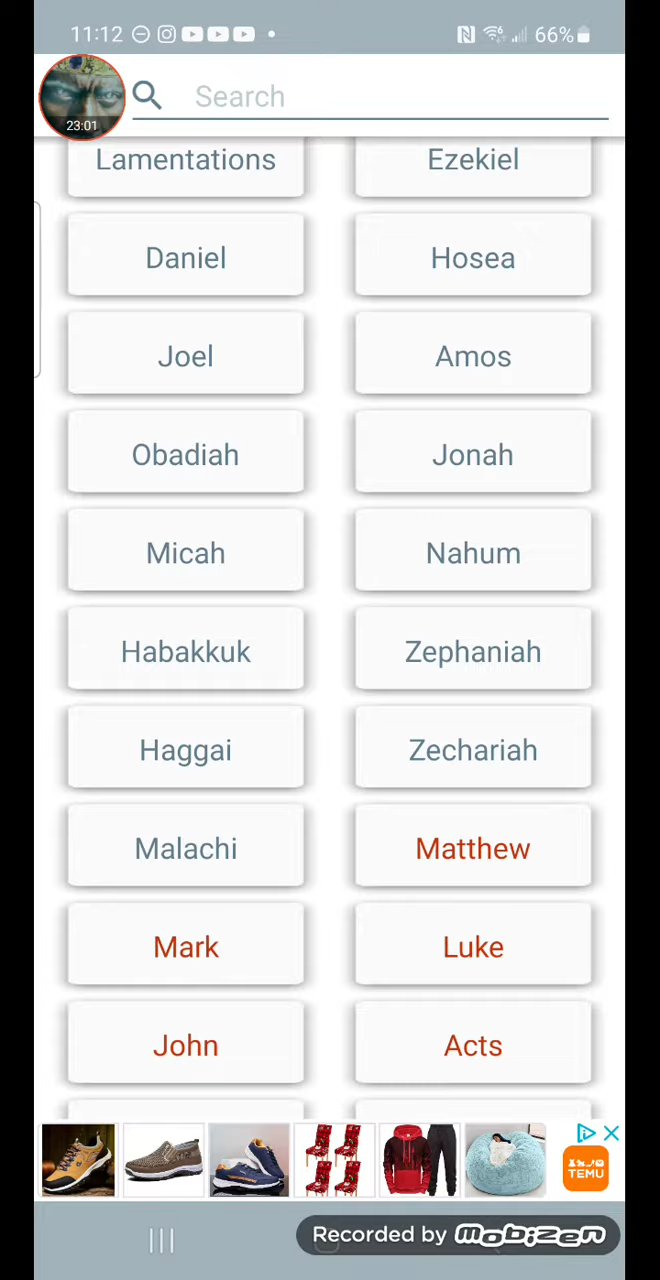 11:12
66%
23:01
Search
Lamentations
Ezekiel
Daniel
Hosea
Joel
Amos
Obadiah
Jonah
Micah
Nahum
Habakkuk
Zephaniah
Haggai
Zechariah
Malachi
Matthew
Mark
Luke
John
Acts
TEMU
Recorded by Mobizen